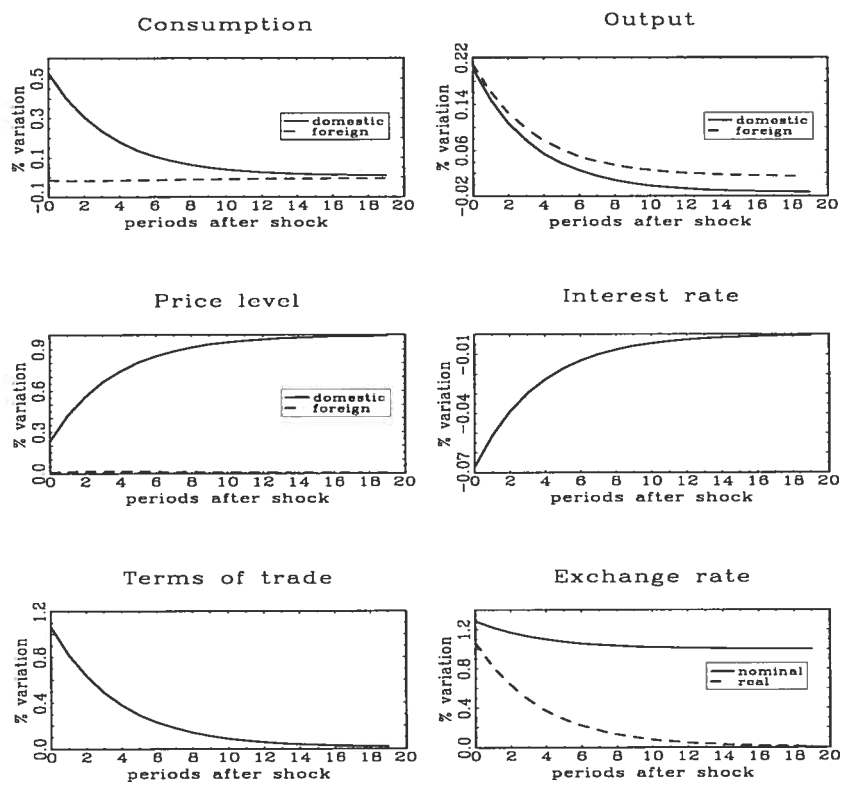 Consumption
% variation
0.5
0.3
0.1
-0.1
domestic
foreign
-0 2 4 6 8 10 12 14 16 18 20
periods after shock
Output
% variation
0.22
0.14
0.06
-0.02
domestic
foreign
0 2 4 6 8 10 12 14 16 18 20
periods after shock
Price level
% variation
0.9
0.6
0.3
0.0
domestic
foreign
0 2 4 6 8 10 12 14 16 18 20
periods after shock
Interest rate
% variation
-0.01
-0.04
-0.07
0 2 4 6 8 10 12 14 16 18 20
periods after shock
Terms of trade
% variation
1.2
0.8
0.4
0.0
0 2 4 6 8 10 12 14 16 18 20
periods after shock
Exchange rate
% variation
1.2
0.8
0.4
0.0
nominal
real
0 2 4 6 8 10 12 14 16 18 20
periods after shock